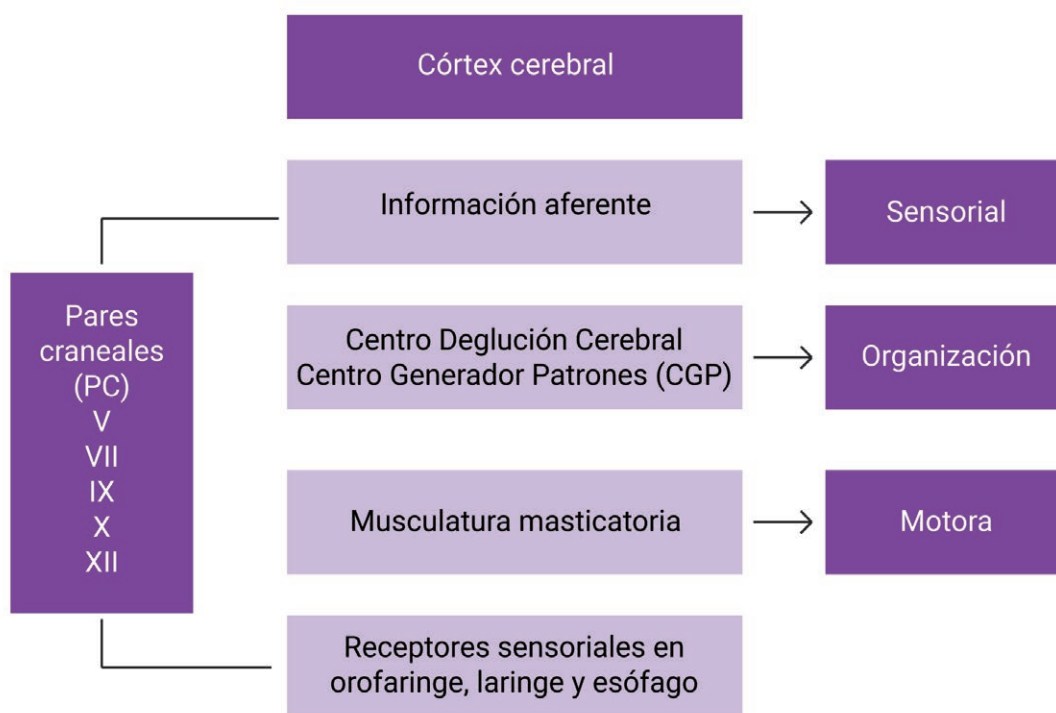 Córtex cerebral
Información aferente
Sensorial
Pares
craneales
(PC)
V
VII
IX
X
XII
Centro Deglución Cerebral
Centro Generador Patrones (CGP)
Organización
Musculatura masticatoria
Motora
Receptores sensoriales en
orofaringe, laringe y esófago